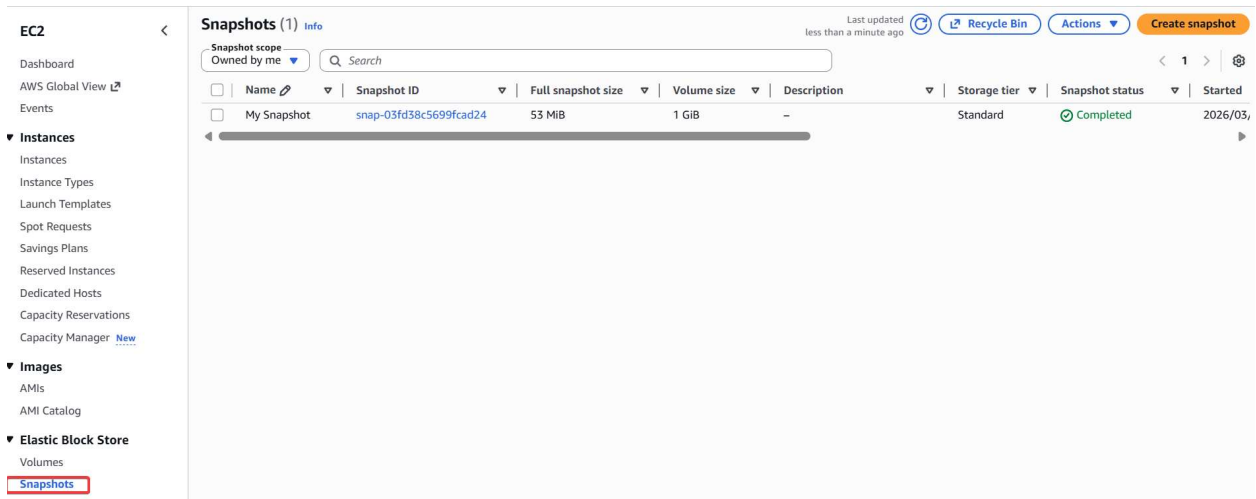 EC2
Dashboard
AWS Global View
Events
Instances
Instances
Instance Types
Launch Templates
Spot Requests
Savings Plans
Reserved Instances
Dedicated Hosts
Capacity Reservations
Capacity Manager New
Images
AMIs
AMI Catalog
Elastic Block Store
Volumes
Snapshots
Snapshots (1) Info
Last updated
less than a minute ago
Recycle Bin
Actions
Create snapshot
Snapshot scope
Owned by me
Search
1
Name Snapshot ID Full snapshot size Volume size Description Storage tier Snapshot status Started
My Snapshot snap-03fd38c5699fcad24 53 MiB 1 GiB – Standard Completed 2026/03/